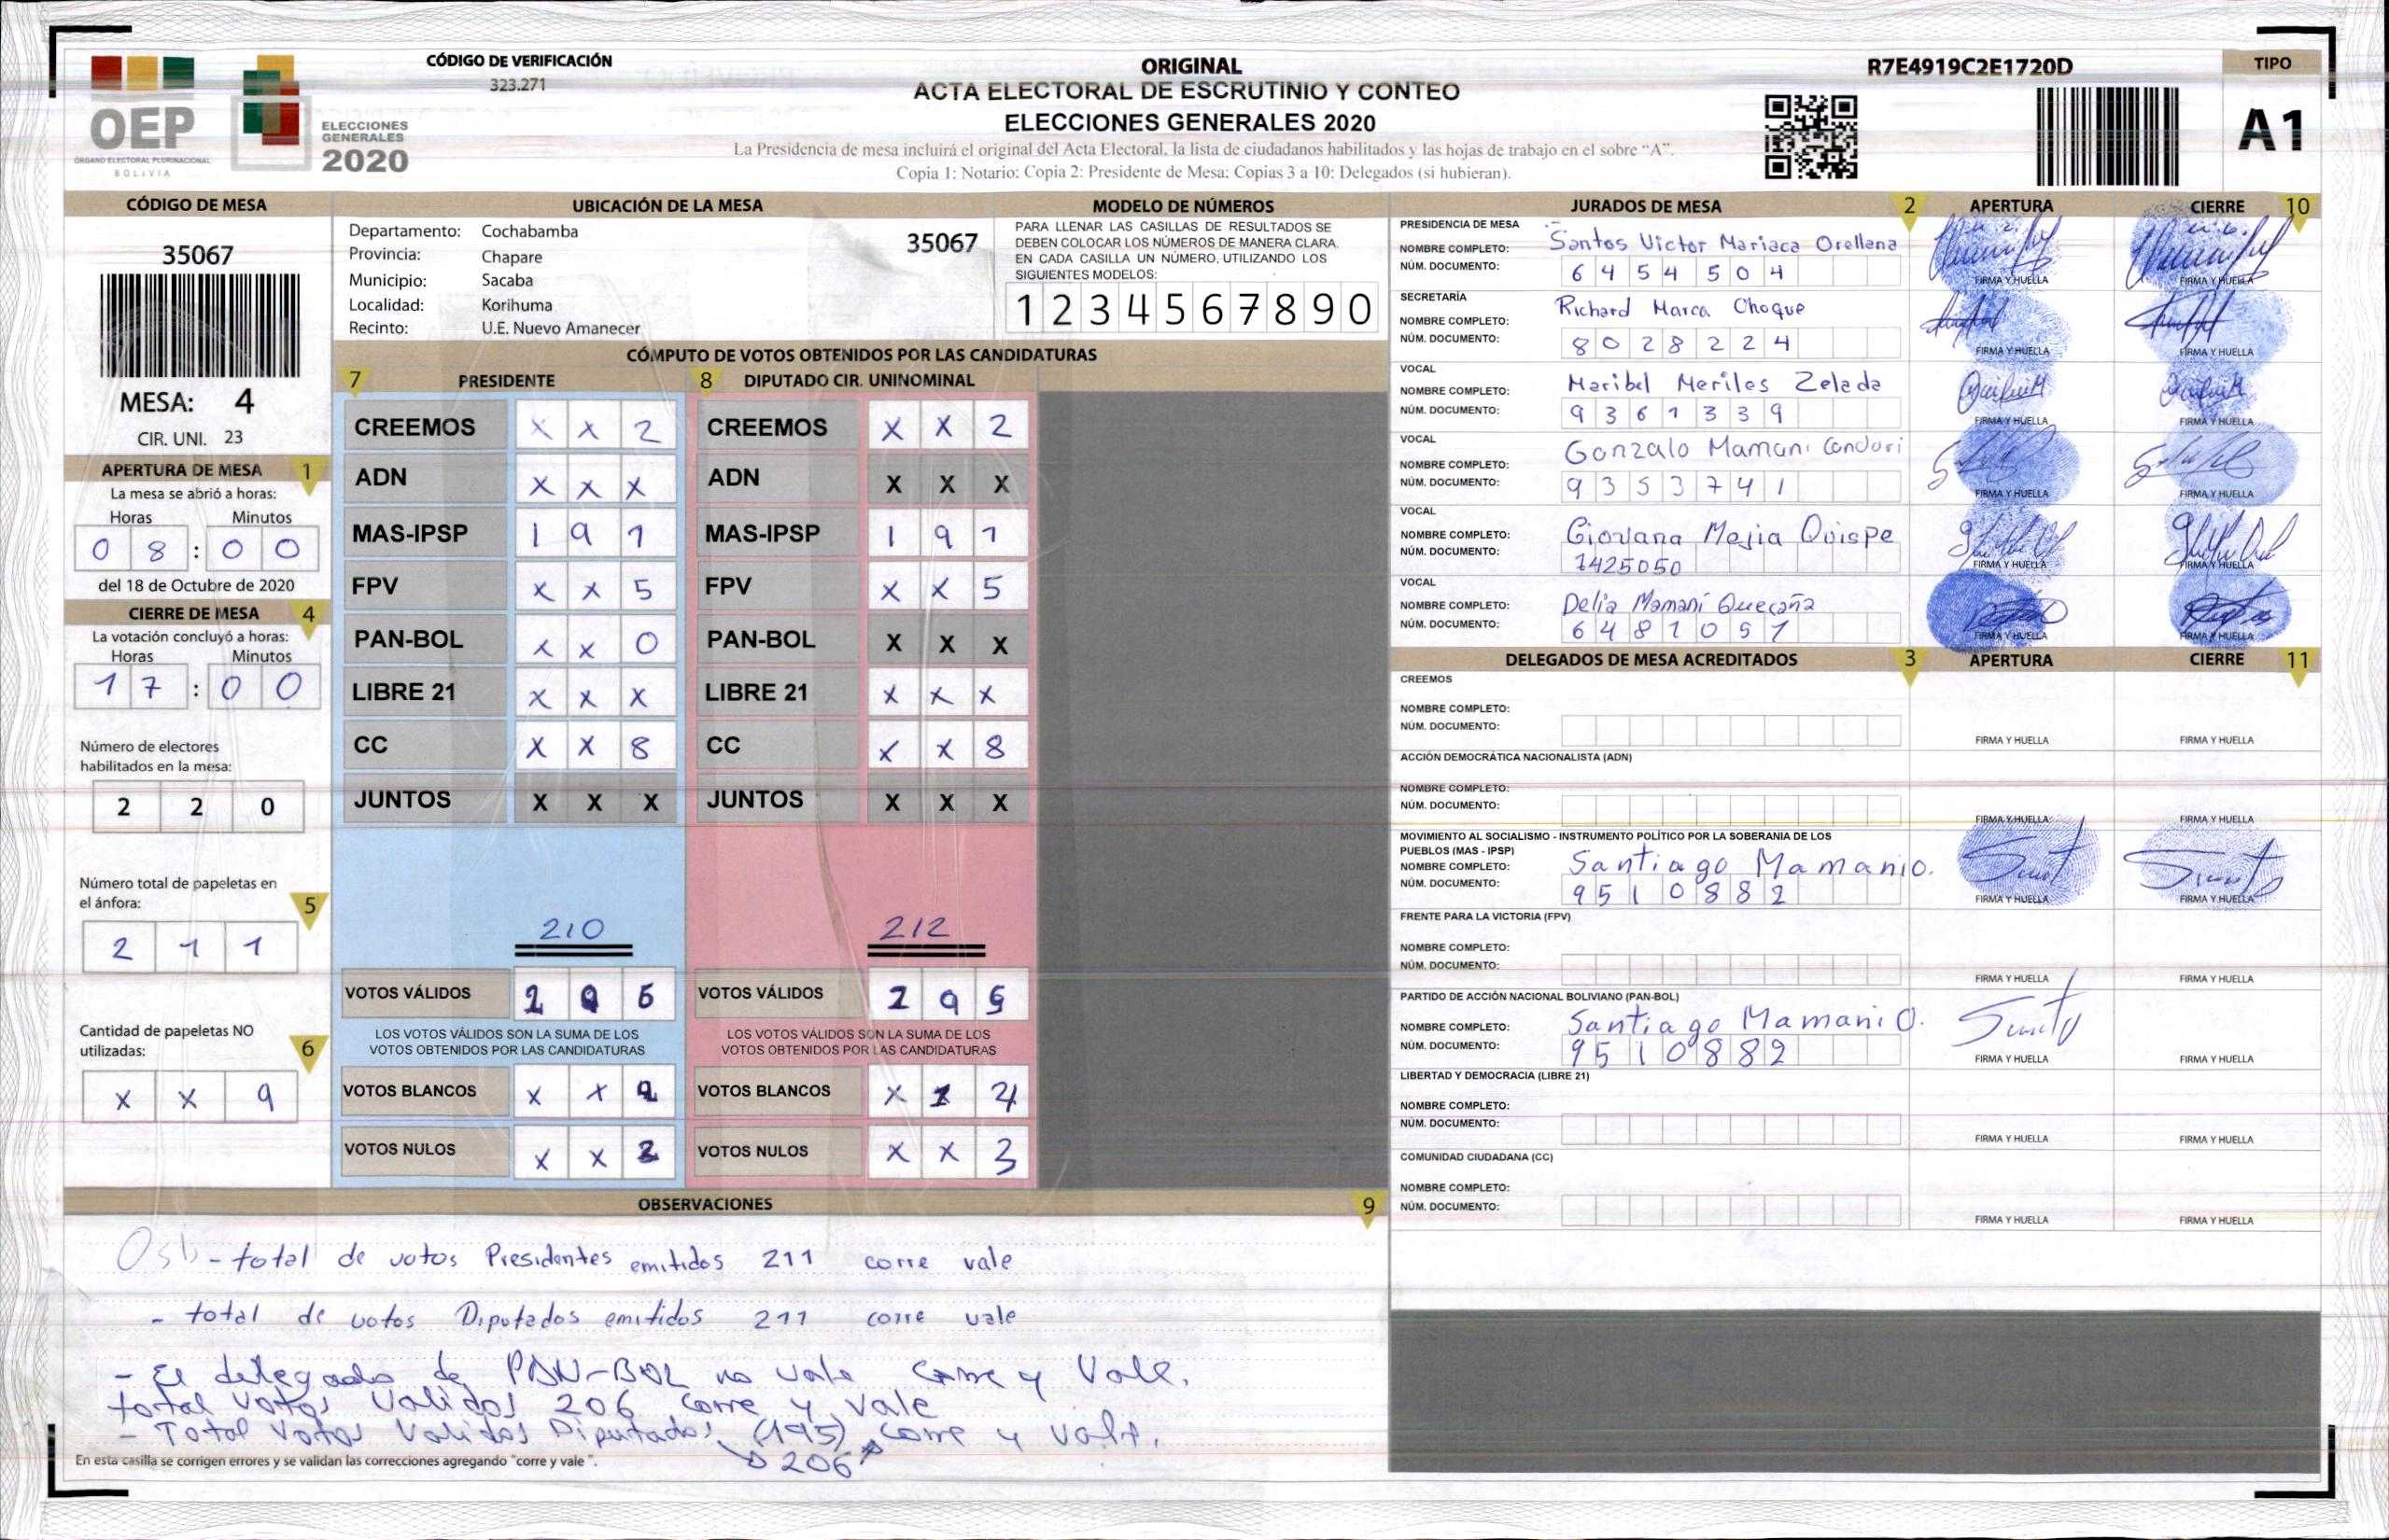 CÓDIGO DE VERIFICACIÓN
323.271
OEP
ÓRGANO ELECTORAL PLURINACIONAL
BOLIVIA
ELECCIONES
GENERALES
2020
ORIGINAL
ACTA ELECTORAL DE ESCRUTINIO Y CONTEO
ELECCIONES GENERALES 2020
La Presidencia de mesa incluirá el original del Acta Electoral, la lista de ciudadanos habilitados y las hojas de trabajo en el sobre “A”.
Copia 1: Notario; Copia 2: Presidente de Mesa; Copias 3 a 10: Delegados (si hubieran).
R7E4919C2E1720D
TIPO
A1
CÓDIGO DE MESA
35067
MESA: 4
CIR. UNI. 23
APERTURA DE MESA 1
La mesa se abrió a horas:
Horas Minutos
0 8 : 0 0
del 18 de Octubre de 2020
CIERRE DE MESA 4
La votación concluyó a horas:
Horas Minutos
1 7 : 0 0
Número de electores
habilitados en la mesa:
2 2 0
Número total de papeletas en
el ánfora: 5
2 1 1
Cantidad de papeletas NO
utilizadas: 6
x x 9
UBICACIÓN DE LA MESA
Departamento: Cochabamba
Provincia: Chapare
Municipio: Sacaba
Localidad: Korihuma
Recinto: U.E. Nuevo Amanecer
35067
MODELO DE NÚMEROS
PARA LLENAR LAS CASILLAS DE RESULTADOS SE
DEBEN COLOCAR LOS NÚMEROS DE MANERA CLARA.
EN CADA CASILLA UN NÚMERO, UTILIZANDO LOS
SIGUIENTES MODELOS:
1 2 3 4 5 6 7 8 9 0
CÓMPUTO DE VOTOS OBTENIDOS POR LAS CANDIDATURAS
7 PRESIDENTE 8 DIPUTADO CIR. UNINOMINAL
CREEMOS x x 2 CREEMOS x x 2
ADN x x x ADN X X X
MAS-IPSP 1 9 1 MAS-IPSP 1 9 1
FPV x x 5 FPV x x 5
PAN-BOL x x 0 PAN-BOL X X X
LIBRE 21 x x x LIBRE 21 x x x
CC x x 8 CC x x 8
JUNTOS X X X JUNTOS X X X
210 212
VOTOS VÁLIDOS 2 0 6 VOTOS VÁLIDOS
LOS VOTOS VÁLIDOS SON LA SUMA DE LOS
VOTOS OBTENIDOS POR LAS CANDIDATURAS
LOS VOTOS VÁLIDOS SON LA SUMA DE LOS
VOTOS OBTENIDOS POR LAS CANDIDATURAS
VOTOS BLANCOS x x VOTOS BLANCOS x
VOTOS NULOS x x VOTOS NULOS x x 3
OBSERVACIONES 9
Osb - total de votos Presidentes emitidos 211 corre vale
- total de votos Diputados emitidos 211 corre vale
- El delegado de PAN-BOL no vale Corre y Vale.
total Votos Validos 206 corre y vale
- Total Votos Validos Diputados (195) corre y vale.
206
En esta casilla se corrigen errores y se validan las correcciones agregando "corre y vale ".
JURADOS DE MESA 2 APERTURA CIERRE 10
PRESIDENCIA DE MESA
NOMBRE COMPLETO: Santos Victor Mariaca Orellana
NÚM. DOCUMENTO: 6454504
FIRMA Y HUELLA FIRMA Y HUELLA
SECRETARÍA
NOMBRE COMPLETO: Richard Marca Choque
NÚM. DOCUMENTO: 8028224
FIRMA Y HUELLA FIRMA Y HUELLA
VOCAL
NOMBRE COMPLETO: Maribel Meriles Zelada
NÚM. DOCUMENTO: 9361339
FIRMA Y HUELLA FIRMA Y HUELLA
VOCAL
NOMBRE COMPLETO: Gonzalo Mamani Condori
NÚM. DOCUMENTO: 9353741
FIRMA Y HUELLA FIRMA Y HUELLA
VOCAL
NOMBRE COMPLETO: Giovana Mejia Quispe
NÚM. DOCUMENTO: 7425050
FIRMA Y HUELLA FIRMA Y HUELLA
VOCAL
NOMBRE COMPLETO: Delia Mamaní Quecaña
NÚM. DOCUMENTO: 6481051
FIRMA Y HUELLA FIRMA Y HUELLA
DELEGADOS DE MESA ACREDITADOS 3 APERTURA CIERRE 11
CREEMOS
NOMBRE COMPLETO:
NÚM. DOCUMENTO:
FIRMA Y HUELLA FIRMA Y HUELLA
ACCIÓN DEMOCRÁTICA NACIONALISTA (ADN)
NOMBRE COMPLETO:
NÚM. DOCUMENTO:
FIRMA Y HUELLA FIRMA Y HUELLA
MOVIMIENTO AL SOCIALISMO - INSTRUMENTO POLÍTICO POR LA SOBERANIA DE LOS
PUEBLOS (MAS - IPSP)
NOMBRE COMPLETO: Santiago Mamani O.
NÚM. DOCUMENTO: 9510882
FIRMA Y HUELLA FIRMA Y HUELLA
FRENTE PARA LA VICTORIA (FPV)
NOMBRE COMPLETO:
NÚM. DOCUMENTO:
FIRMA Y HUELLA FIRMA Y HUELLA
PARTIDO DE ACCIÓN NACIONAL BOLIVIANO (PAN-BOL)
NOMBRE COMPLETO: Santiago Mamani O.
NÚM. DOCUMENTO: 9510882
FIRMA Y HUELLA FIRMA Y HUELLA
LIBERTAD Y DEMOCRACIA (LIBRE 21)
NOMBRE COMPLETO:
NÚM. DOCUMENTO:
FIRMA Y HUELLA FIRMA Y HUELLA
COMUNIDAD CIUDADANA (CC)
NOMBRE COMPLETO:
NÚM. DOCUMENTO:
FIRMA Y HUELLA FIRMA Y HUELLA